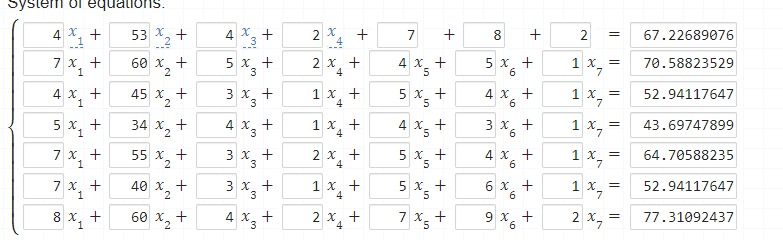 System of equations:
4 x1 + 53 x2 + 4 x3 + 2 x4 + 7 + 8 + 2 = 67.22689076
7 x1 + 60 x2 + 5 x3 + 2 x4 + 4 x5 + 5 x6 + 1 x7 = 70.58823529
4 x1 + 45 x2 + 3 x3 + 1 x4 + 5 x5 + 4 x6 + 1 x7 = 52.94117647
5 x1 + 34 x2 + 4 x3 + 1 x4 + 4 x5 + 3 x6 + 1 x7 = 43.69747899
7 x1 + 55 x2 + 3 x3 + 2 x4 + 5 x5 + 4 x6 + 1 x7 = 64.70588235
7 x1 + 40 x2 + 3 x3 + 1 x4 + 5 x5 + 6 x6 + 1 x7 = 52.94117647
8 x1 + 60 x2 + 4 x3 + 2 x4 + 7 x5 + 9 x6 + 2 x7 = 77.31092437